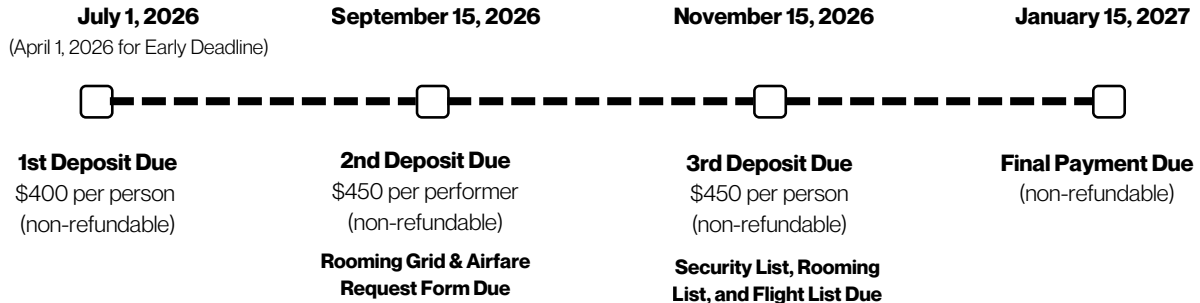 July 1, 2026
(April 1, 2026 for Early Deadline)
September 15, 2026
November 15, 2026
January 15, 2027
1st Deposit Due
$400 per person
(non-refundable)
2nd Deposit Due
$450 per performer
(non-refundable)
Rooming Grid & Airfare
Request Form Due
3rd Deposit Due
$450 per person
(non-refundable)
Security List, Rooming
List, and Flight List Due
Final Payment Due
(non-refundable)